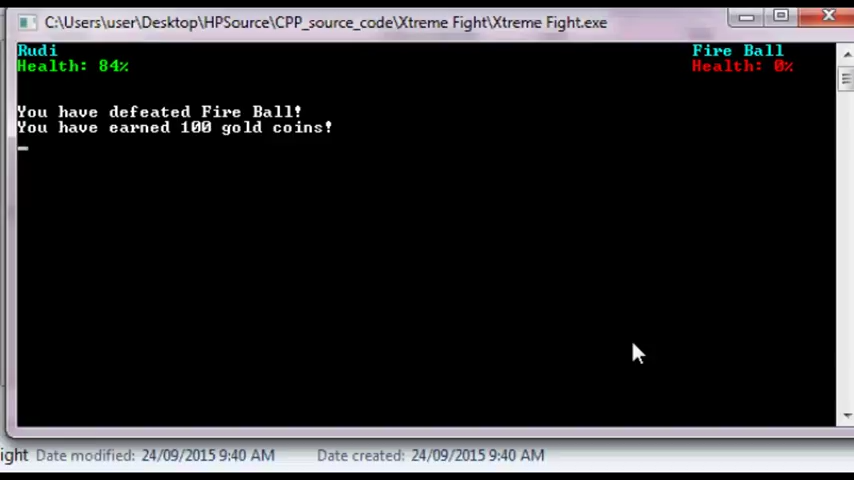 C:\Users\user\Desktop\HPSource\CPP_source_code\Xtreme Fight\Xtreme Fight.exe
Rudi Fire Ball
Health: 84% Health: 0%
You have defeated Fire Ball!
You have earned 100 gold coins!
ight Date modified: 24/09/2015 9:40 AM Date created: 24/09/2015 9:40 AM